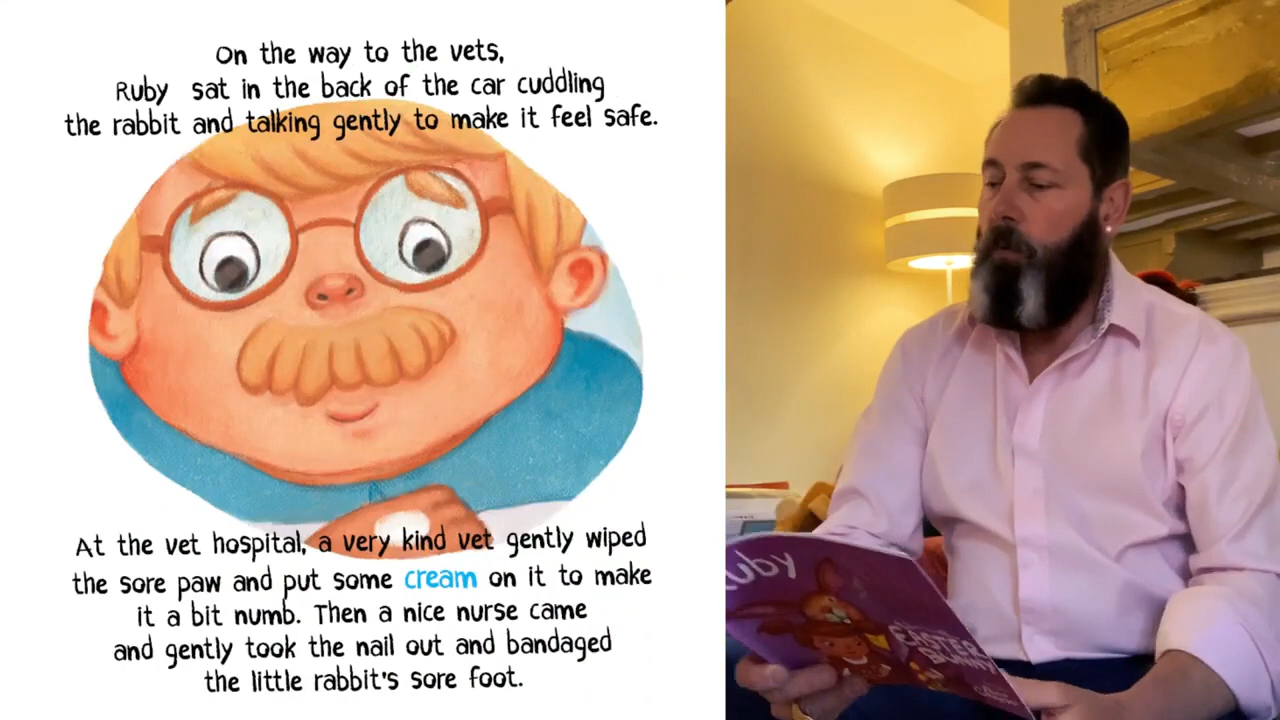 On the way to the vets,
Ruby sat in the back of the car cuddling
the rabbit and talking gently to make it feel safe.
At the vet hospital, a very kind vet gently wiped
the sore paw and put some cream on it to make
it a bit numb. Then a nice nurse came
and gently took the nail out and bandaged
the little rabbit's sore foot.
Ruby
EASTER
BUNNY